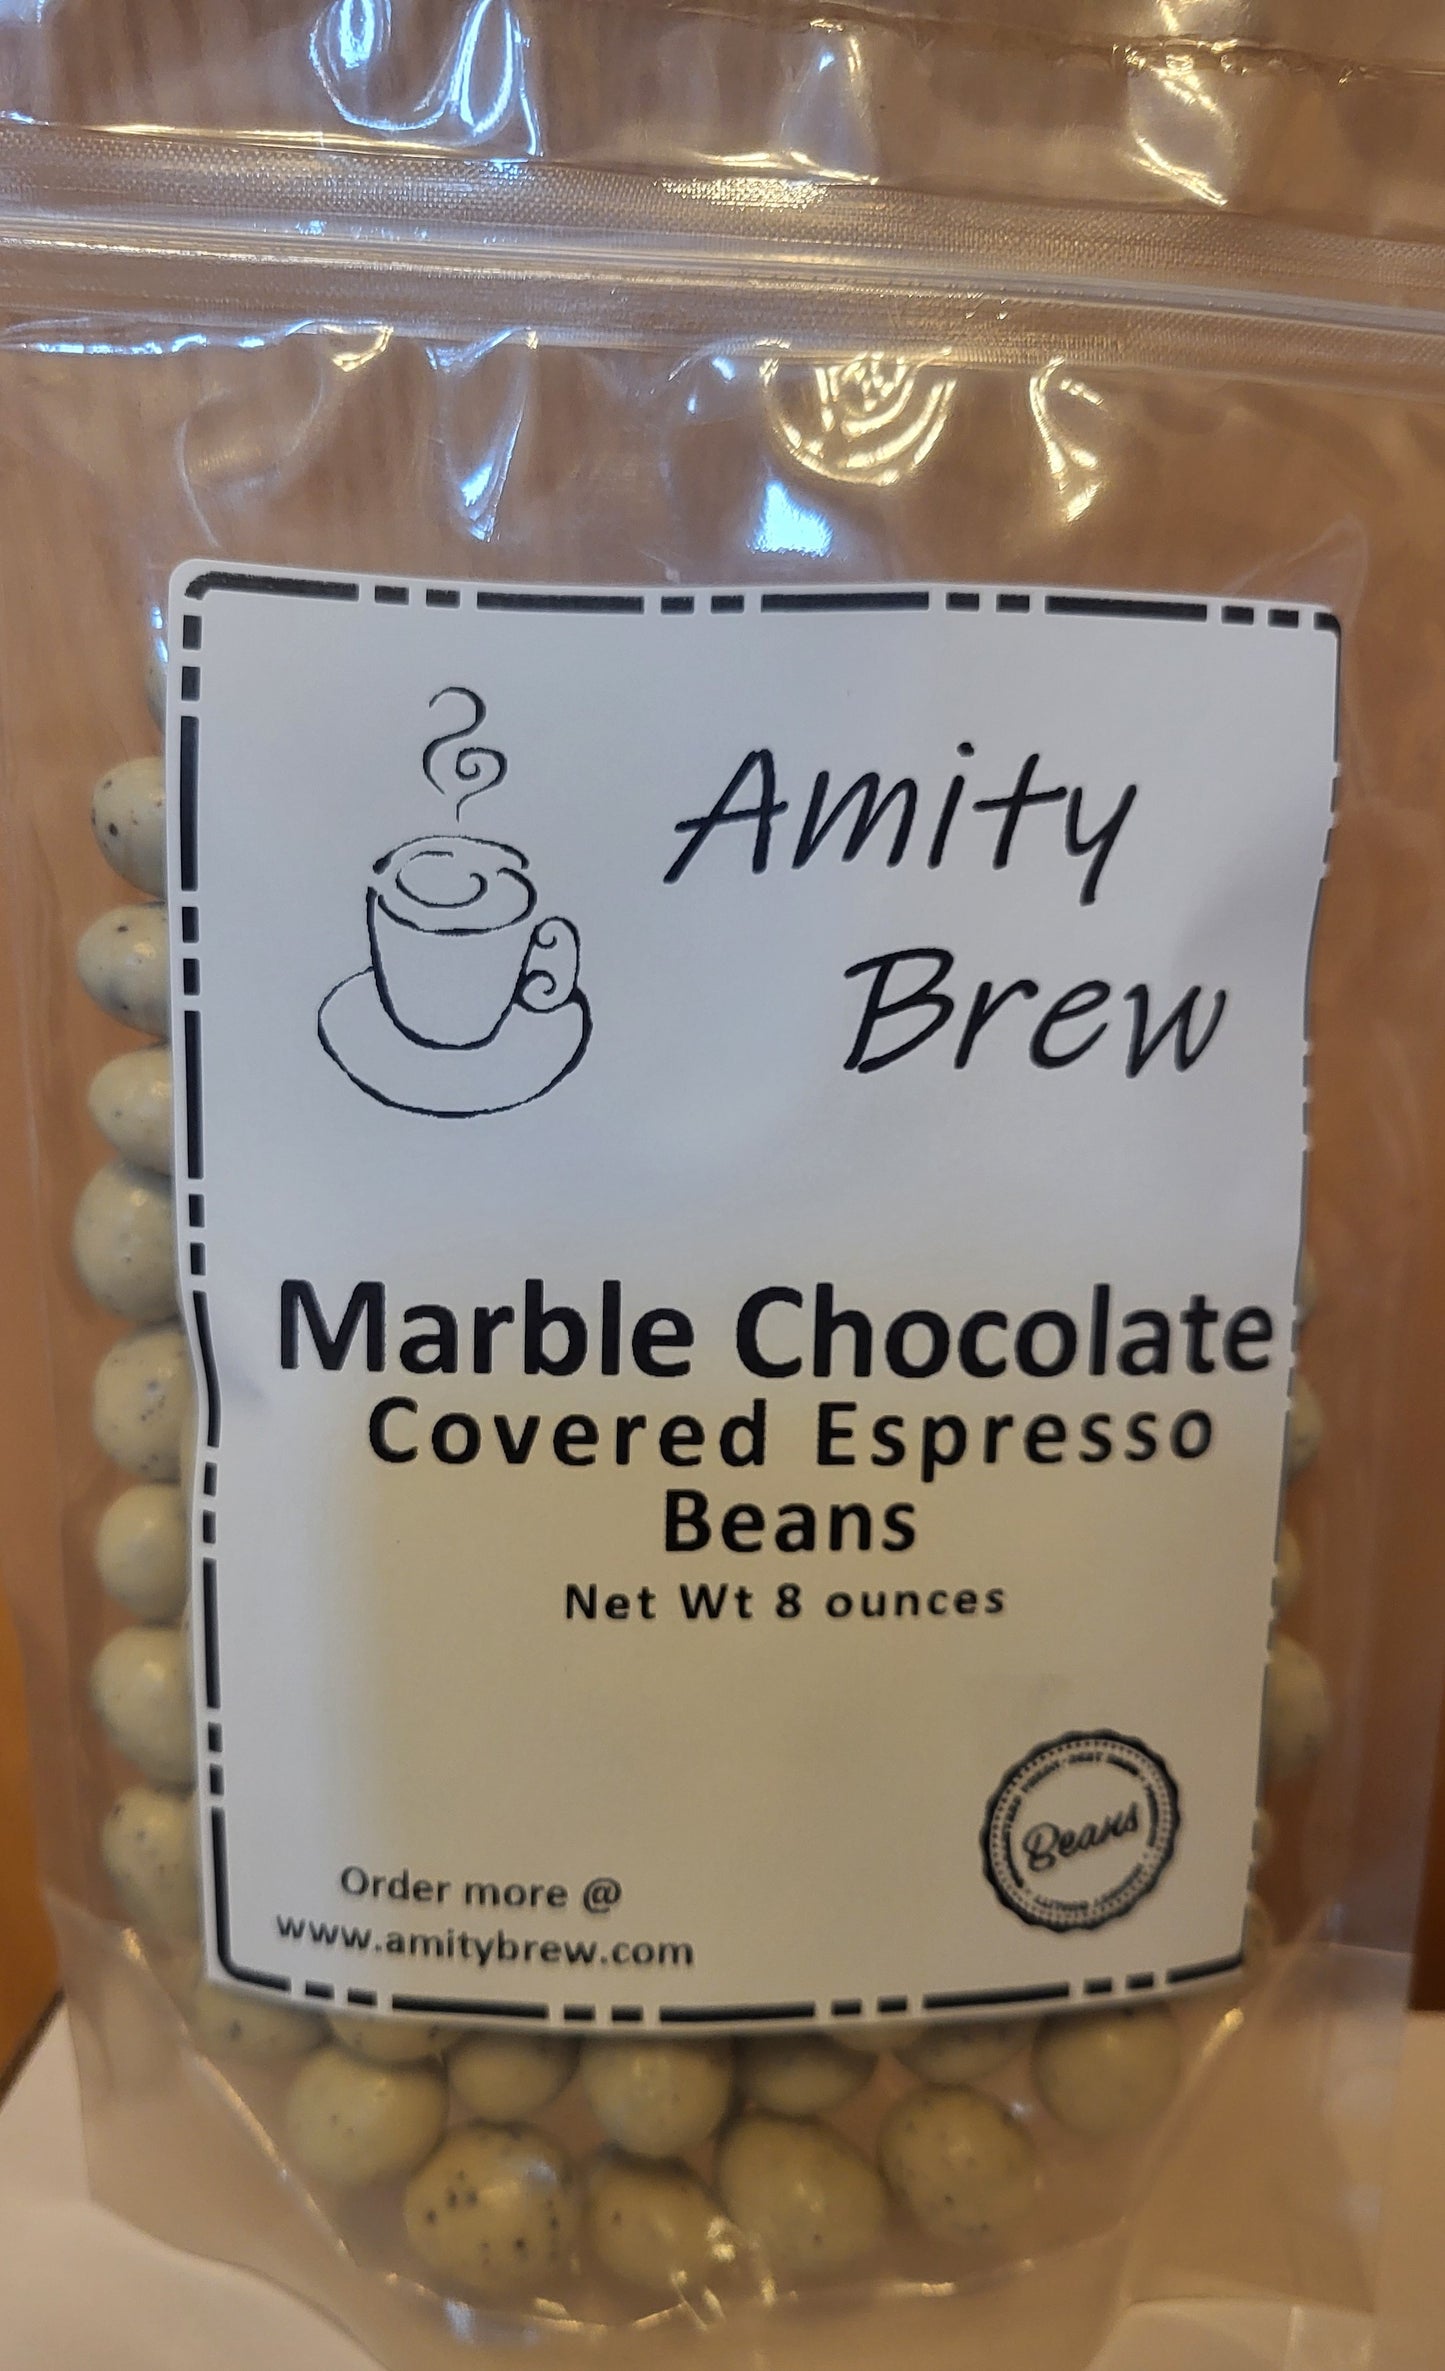 Amity
Brew
Marble Chocolate
Covered Espresso
Beans
Net Wt 8 ounces
Beans
Order more @
www.amitybrew.com